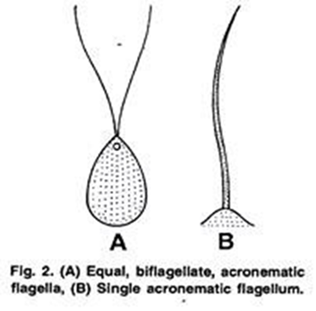 A B
Fig. 2. (A) Equal, biflagellate, acronematic
flagella, (B) Single acronematic flagellum.